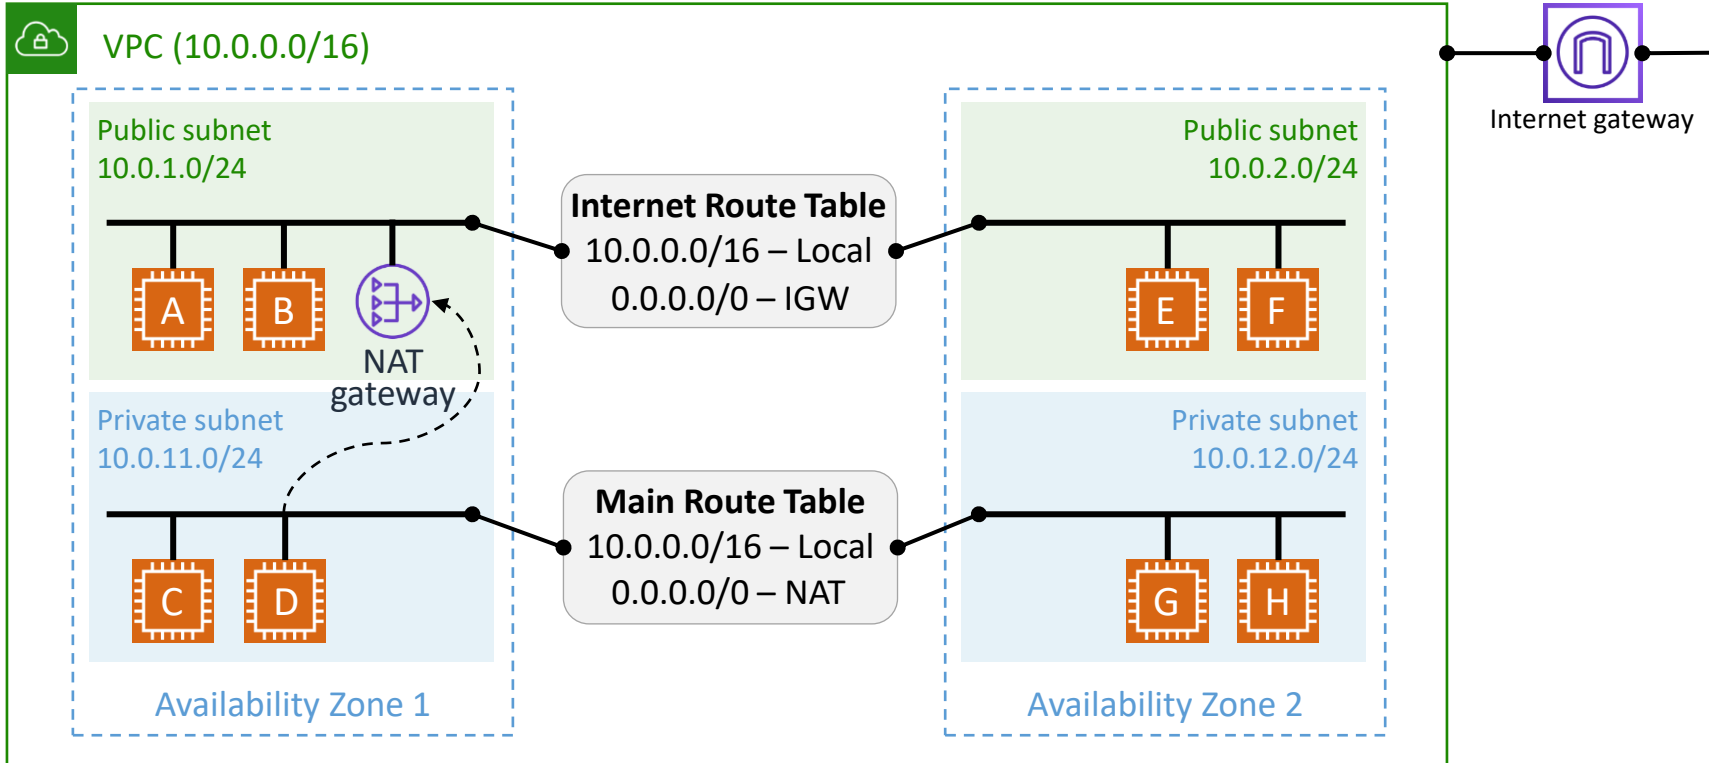 VPC (10.0.0.0/16)
Internet gateway
Public subnet
10.0.1.0/24
A
B
NAT
gateway
Internet Route Table
10.0.0.0/16 – Local
0.0.0.0/0 – IGW
Public subnet
10.0.2.0/24
E
F
Private subnet
10.0.11.0/24
C
D
Main Route Table
10.0.0.0/16 – Local
0.0.0.0/0 – NAT
Private subnet
10.0.12.0/24
G
H
Availability Zone 1
Availability Zone 2